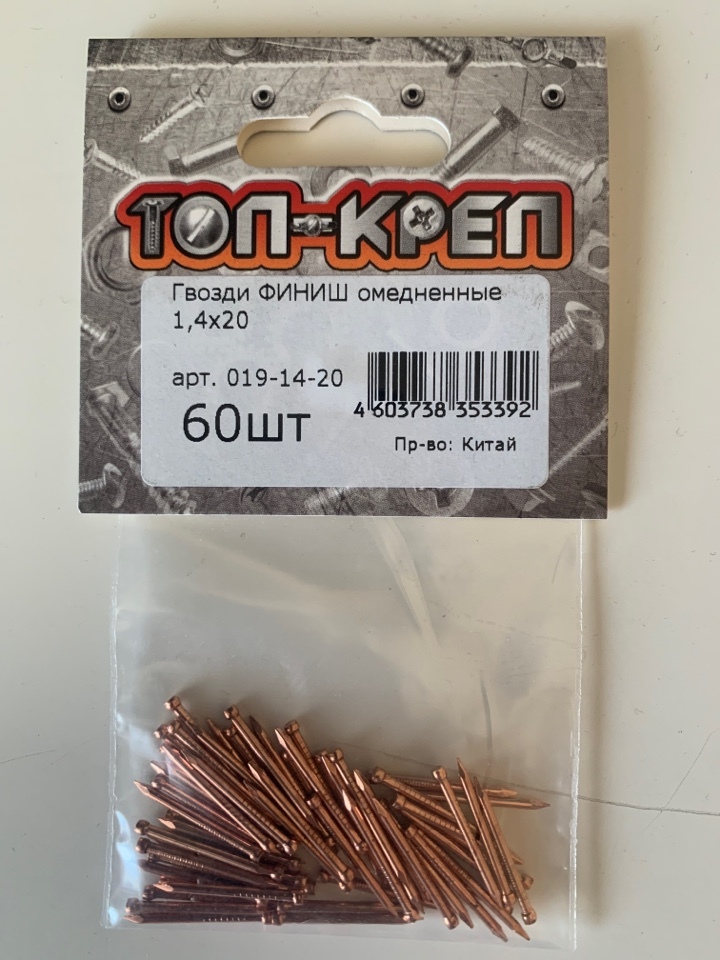 ТОП-КРЕП
Гвозди ФИНИШ омедненные
1,4х20
арт. 019-14-20
60шт
4 603738 353392
Пр-во: Китай